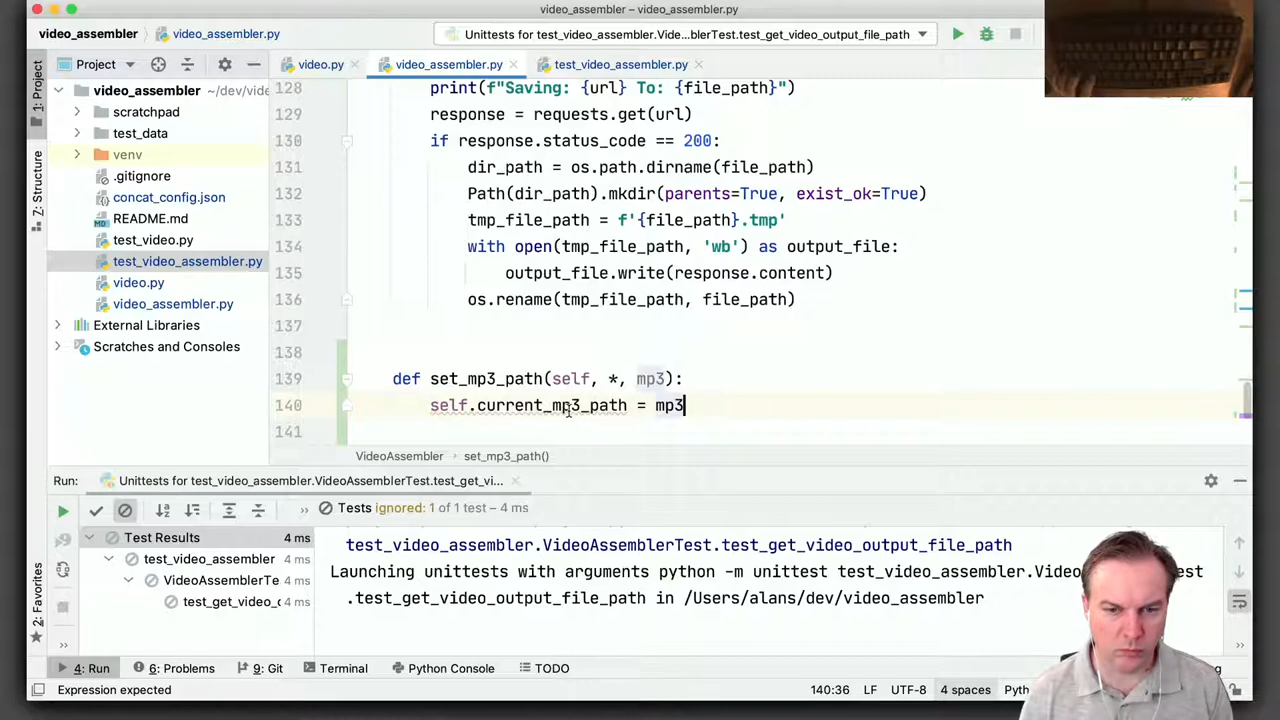 video_assembler – video_assembler.py
video_assembler
video_assembler.py
Unittests for test_video_assembler.Vide...blerTest.test_get_video_output_file_path
Project
video.py
video_assembler.py
test_video_assembler.py
1: Project
Z: Structure
2: Favorites
video_assembler ~/dev/vide
scratchpad
test_data
venv
.gitignore
concat_config.json
README.md
test_video.py
test_video_assembler.py
video.py
video_assembler.py
External Libraries
Scratches and Consoles
128 print(f"Saving: {url} To: {file_path}")
129 response = requests.get(url)
130 if response.status_code == 200:
131 dir_path = os.path.dirname(file_path)
132 Path(dir_path).mkdir(parents=True, exist_ok=True)
133 tmp_file_path = f'{file_path}.tmp'
134 with open(tmp_file_path, 'wb') as output_file:
135 output_file.write(response.content)
136 os.rename(tmp_file_path, file_path)
137
138
139 def set_mp3_path(self, *, mp3):
140 self.current_mp3_path = mp3
141
VideoAssembler
set_mp3_path()
Run:
Unittests for test_video_assembler.VideoAssemblerTest.test_get_vi...
Tests ignored: 1 of 1 test – 4 ms
Test Results 4 ms
test_video_assembler 4 ms
VideoAssemblerTe 4 ms
test_get_video_c 4 ms
test_video_assembler.VideoAssemblerTest.test_get_video_output_file_path
Launching unittests with arguments python -m unittest test_video_assembler.Video est
.test_get_video_output_file_path in /Users/alans/dev/video_assembler
4: Run
6: Problems
9: Git
Terminal
Python Console
TODO
Expression expected
140:36
LF
UTF-8
4 spaces
Pyth